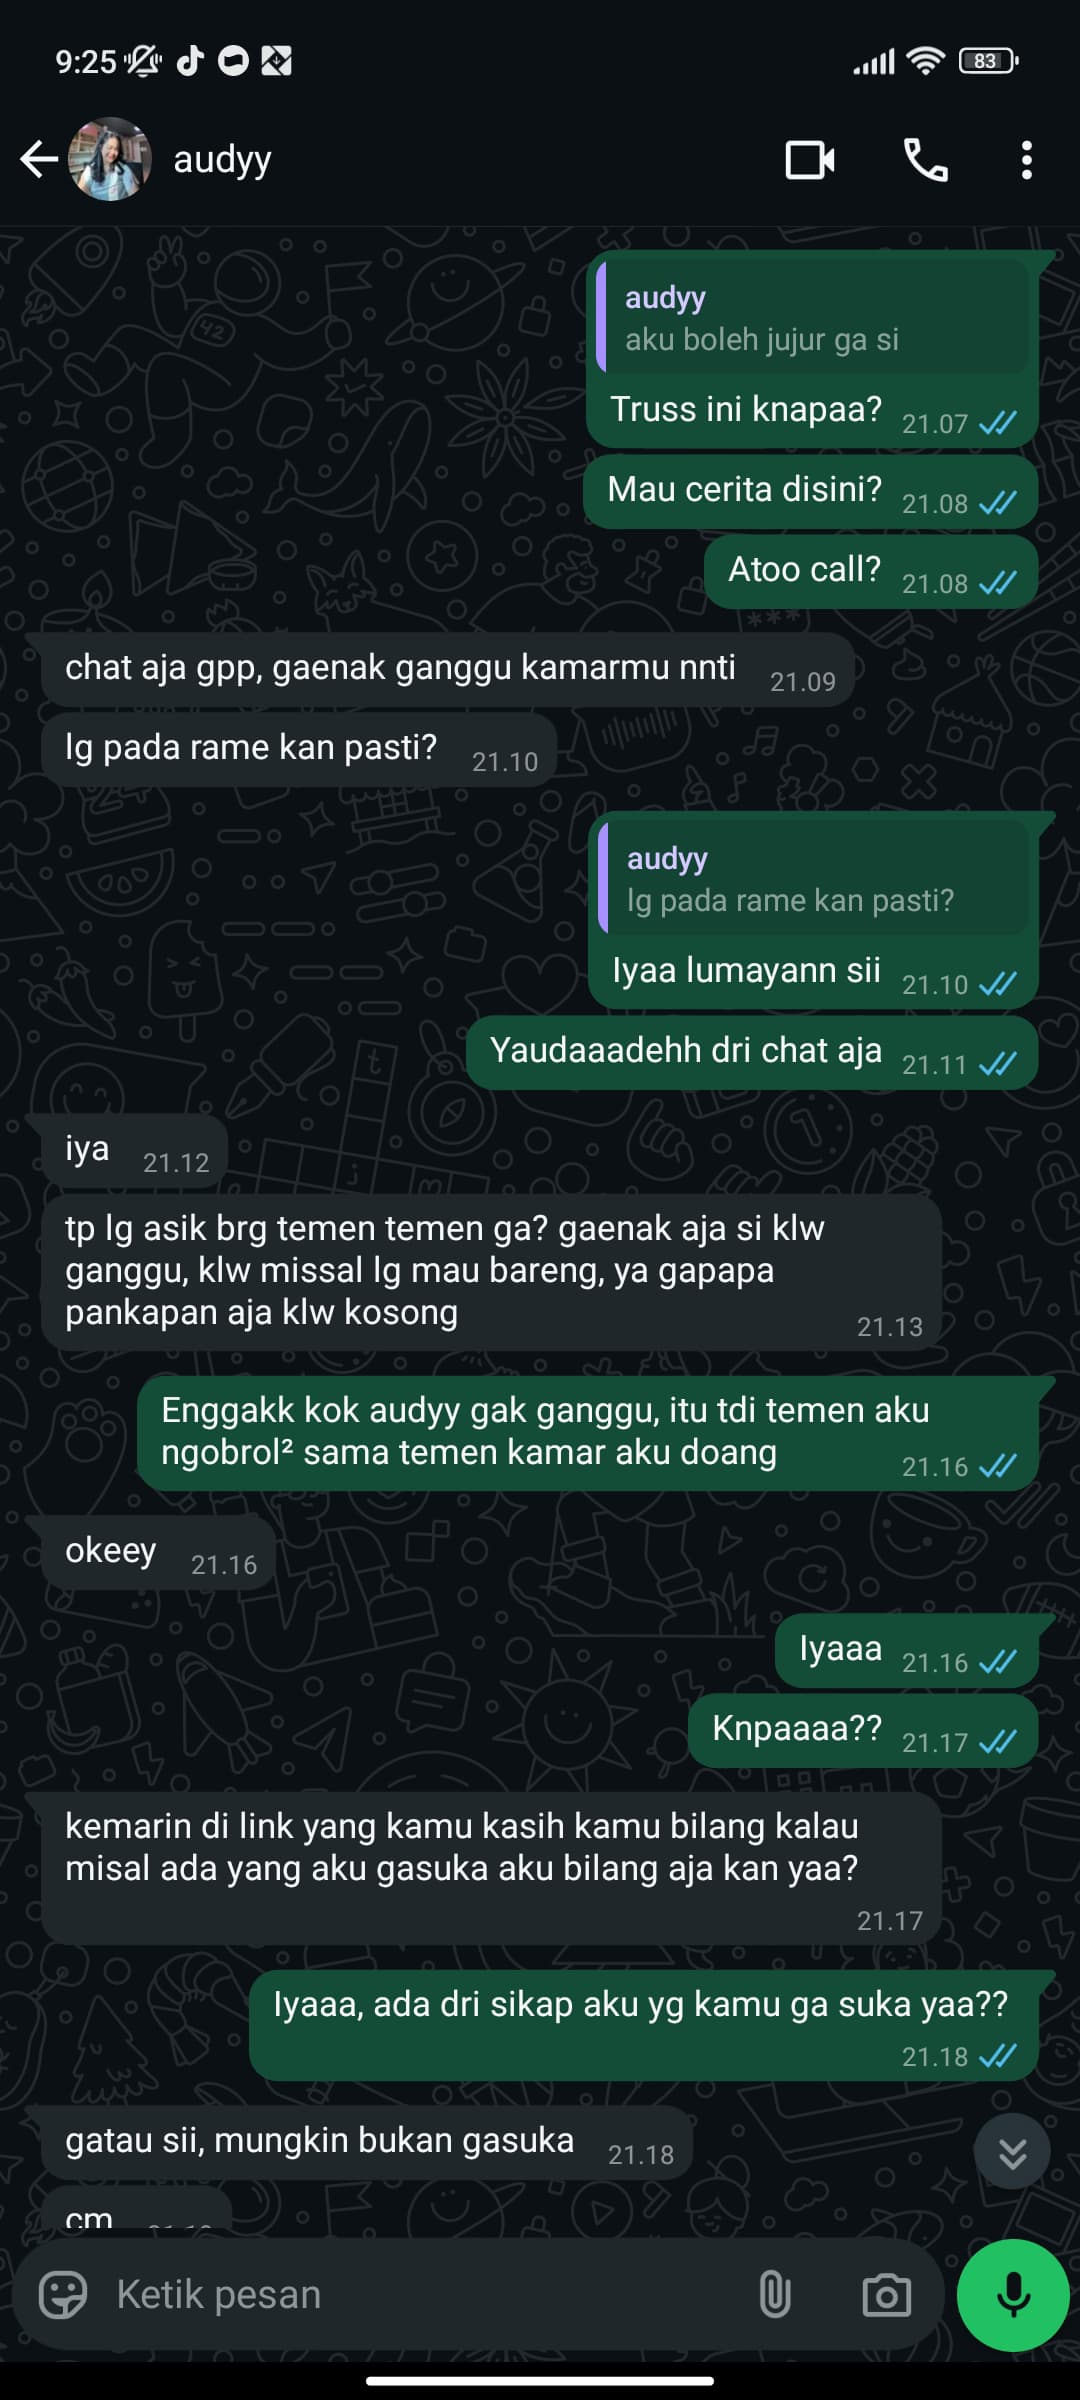 9:25
83
audyy
audyy
aku boleh jujur ga si
Truss ini knapaa? 21.07
Mau cerita disini? 21.08
Atoo call? 21.08
chat aja gpp, gaenak ganggu kamarmu nnti 21.09
lg pada rame kan pasti? 21.10
audyy
lg pada rame kan pasti?
Iyaa lumayann sii 21.10
Yaudaaadehh dri chat aja 21.11
iya 21.12
tp lg asik brg temen temen ga? gaenak aja si klw
ganggu, klw missal lg mau bareng, ya gapapa
pankapan aja klw kosong
21.13
Enggakk kok audyy gak ganggu, itu tdi temen aku
ngobrol² sama temen kamar aku doang 21.16
okeey 21.16
Iyaaa 21.16
Knpaaaa?? 21.17
kemarin di link yang kamu kasih kamu bilang kalau
misal ada yang aku gasuka aku bilang aja kan yaa?
21.17
Iyaaa, ada dri sikap aku yg kamu ga suka yaa??
21.18
gatau sii, mungkin bukan gasuka 21.18
cm
Ketik pesan